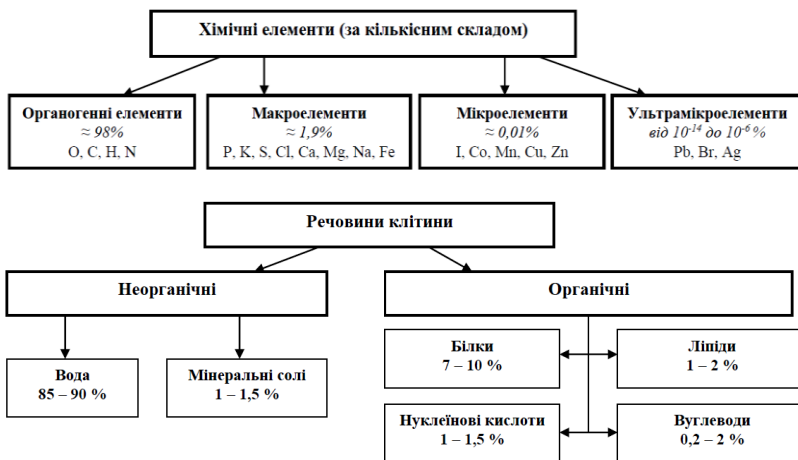 Хімічні елементи (за кількісним складом)
Органогенні елементи
≈ 98%
O, C, H, N
Макроелементи
≈ 1,9%
P, K, S, Cl, Ca, Mg, Na, Fe
Мікроелементи
≈ 0,01%
I, Co, Mn, Cu, Zn
Ультрамікроелементи
від 10⁻¹⁴ до 10⁻⁶ %
Pb, Br, Ag
Речовини клітини
Неорганічні
Органічні
Вода
85 – 90 %
Мінеральні солі
1 – 1,5 %
Білки
7 – 10 %
Ліпіди
1 – 2 %
Нуклеїнові кислоти
1 – 1,5 %
Вуглеводи
0,2 – 2 %